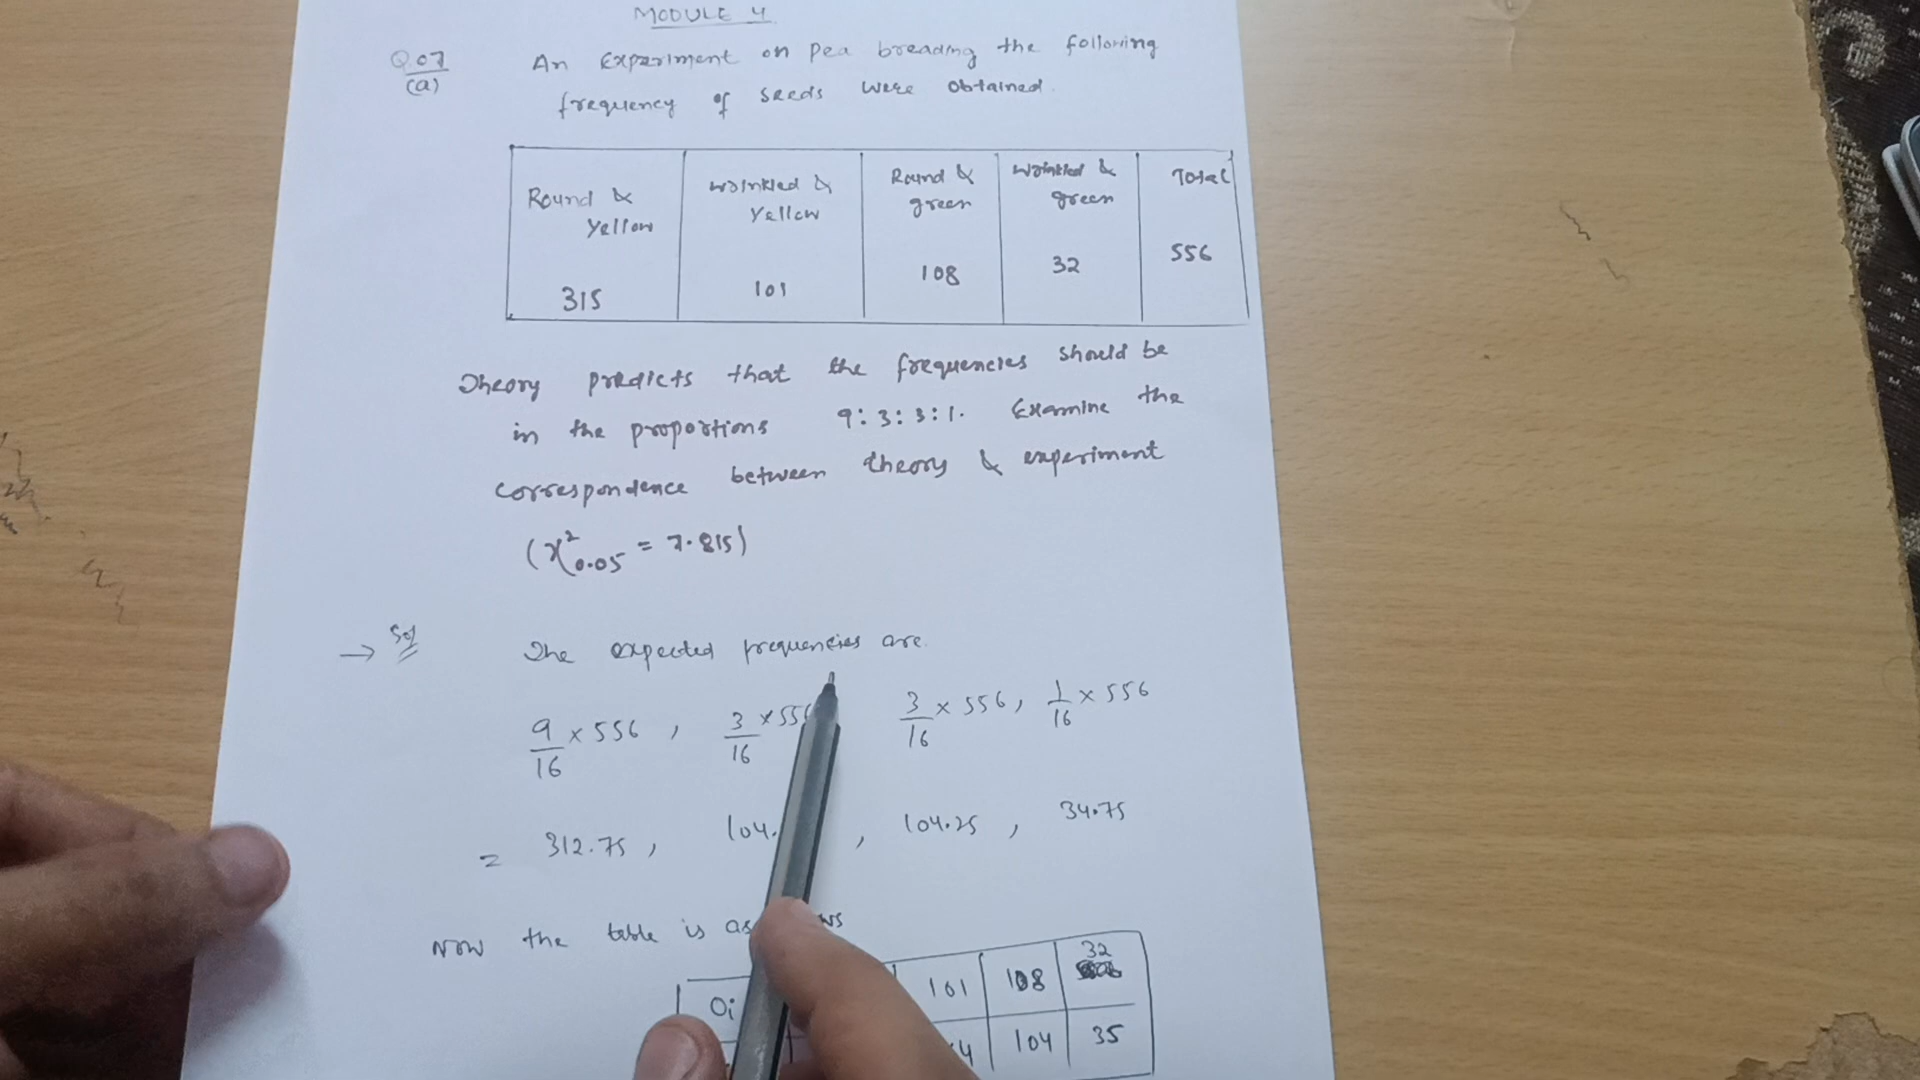 MODULE 4
Q.07
(a)
An Experiment on pea breading the following
frequency of seeds were obtained.
Round & Yellow
wrinkled & Yellow
Round & green
wrinkled & green
Total
315
101
108
32
556
Theory predicts that the frequencies should be
in the proportions 9:3:3:1. Examine the
correspondence between theory & experiment
(χ²0.05 = 7.815)
→ Sol
The expected frequencies are.
9/16 × 556 , 3/16 × 55 3/16 × 556, 1/16 × 556
= 312.75 , 104. , 104.25 , 34.75
Now the table is as ws
Oi 101 108 32
4 104 35